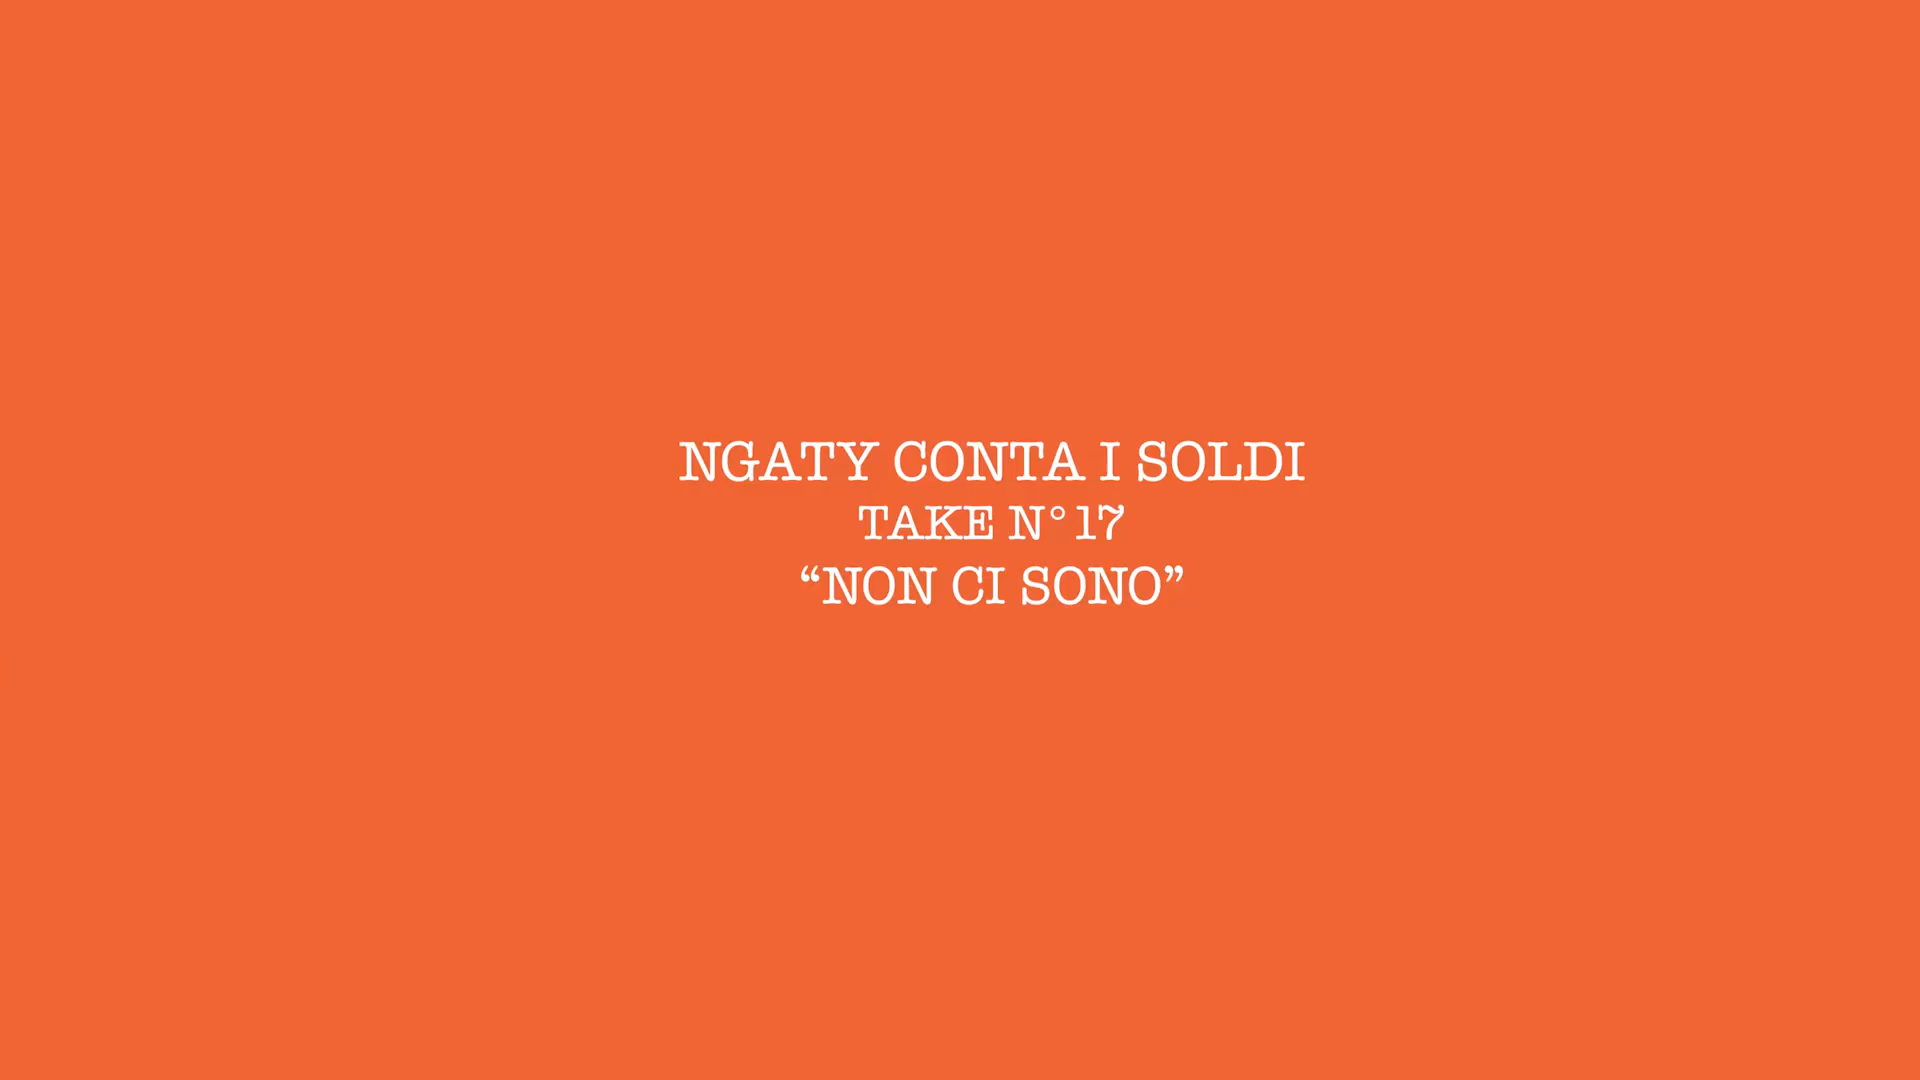 NGATY CONTA I SOLDI
TAKE N°17
“NON CI SONO”